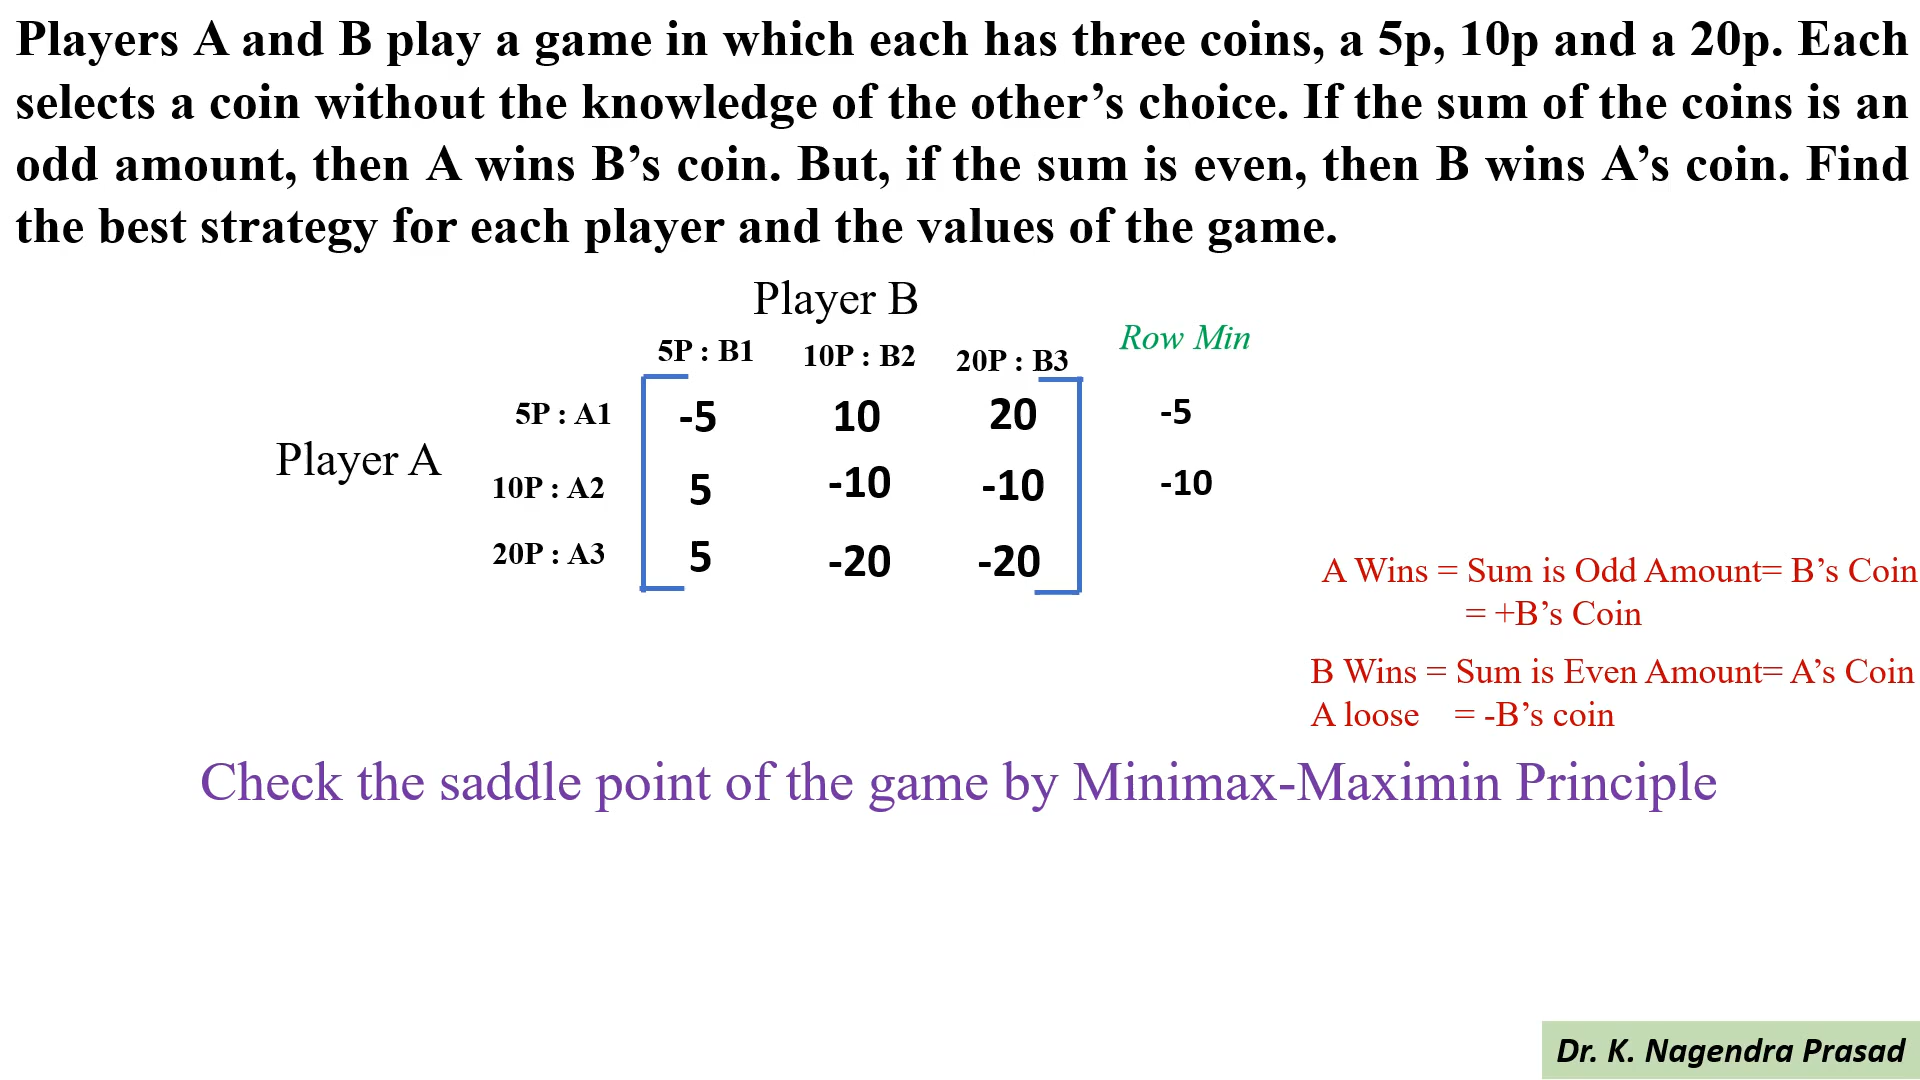 Players A and B play a game in which each has three coins, a 5p, 10p and a 20p. Each
selects a coin without the knowledge of the other’s choice. If the sum of the coins is an
odd amount, then A wins B’s coin. But, if the sum is even, then B wins A’s coin. Find
the best strategy for each player and the values of the game.
Player B
Row Min
5P : B1 10P : B2 20P : B3
5P : A1 -5 10 20 -5
Player A
10P : A2 5 -10 -10 -10
20P : A3 5 -20 -20
A Wins = Sum is Odd Amount= B’s Coin
= +B’s Coin
B Wins = Sum is Even Amount= A’s Coin
A loose = -B’s coin
Check the saddle point of the game by Minimax-Maximin Principle
Dr. K. Nagendra Prasad